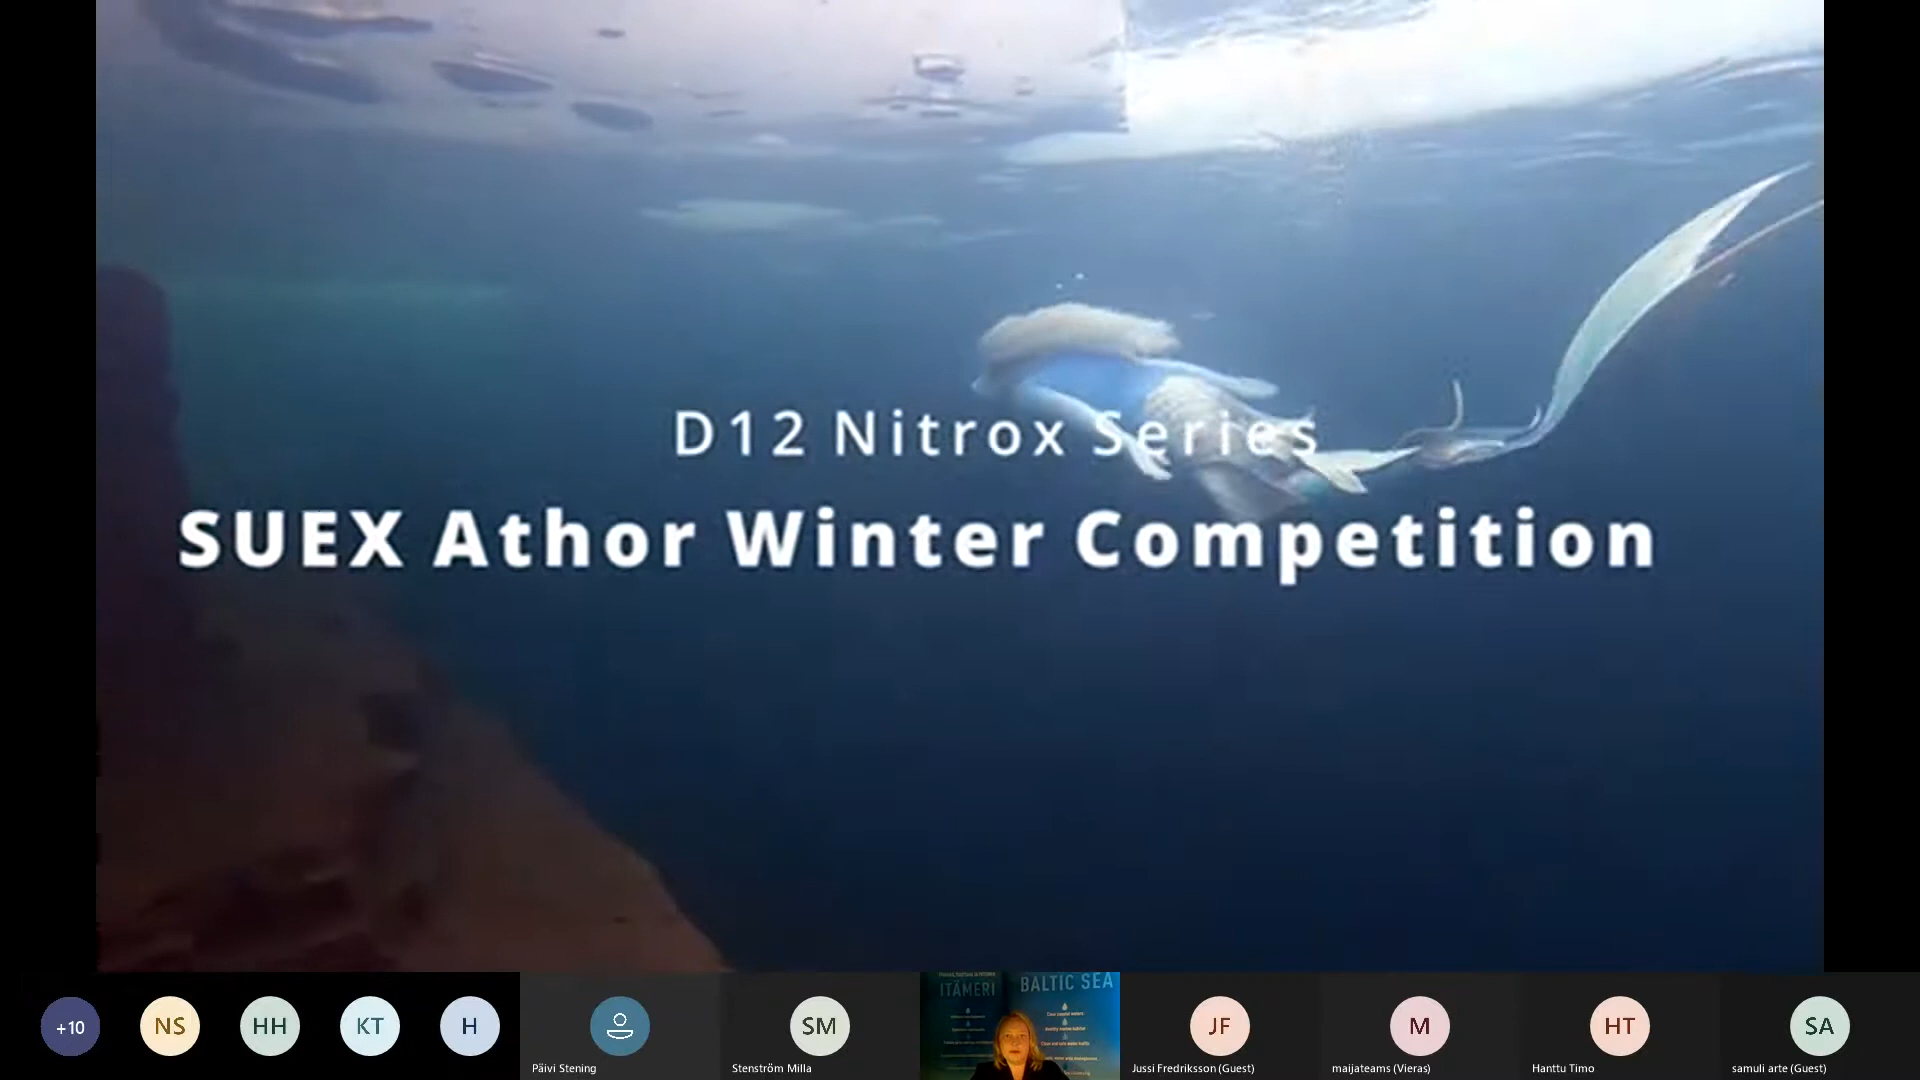 D12 Nitrox Series
SUEX Athor Winter Competition
+10
NS
HH
KT
H
Päivi Stening
SM
Stenström Milla
ITÄMERI
BALTIC SEA
JF
Jussi Fredriksson (Guest)
M
maijateams (Vieras)
HT
Hanttu Timo
SA
samuli arte (Guest)